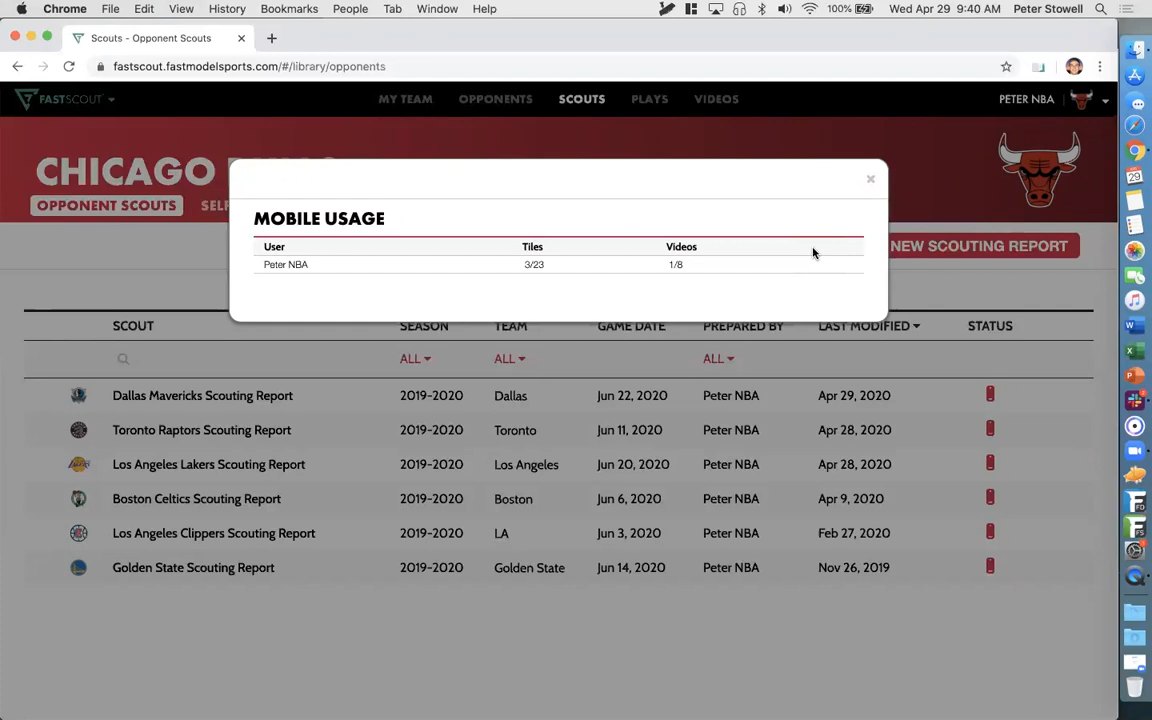 Chrome File Edit View History Bookmarks People Tab Window Help 100% Wed Apr 29 9:40 AM Peter Stowell
Scouts - Opponent Scouts
fastscout.fastmodelsports.com/#/library/opponents
FASTSCOUT MY TEAM OPPONENTS SCOUTS PLAYS VIDEOS PETER NBA
CHICAGO
OPPONENT SCOUTS SEL
NEW SCOUTING REPORT
MOBILE USAGE
User Tiles Videos
Peter NBA 3/23 1/8
SCOUT SEASON TEAM GAME DATE PREPARED BY LAST MODIFIED STATUS
ALL ALL ALL
Dallas Mavericks Scouting Report 2019-2020 Dallas Jun 22, 2020 Peter NBA Apr 29, 2020
Toronto Raptors Scouting Report 2019-2020 Toronto Jun 11, 2020 Peter NBA Apr 28, 2020
Los Angeles Lakers Scouting Report 2019-2020 Los Angeles Jun 20, 2020 Peter NBA Apr 28, 2020
Boston Celtics Scouting Report 2019-2020 Boston Jun 6, 2020 Peter NBA Apr 9, 2020
Los Angeles Clippers Scouting Report 2019-2020 LA Jun 3, 2020 Peter NBA Feb 27, 2020
Golden State Scouting Report 2019-2020 Golden State Jun 14, 2020 Peter NBA Nov 26, 2019